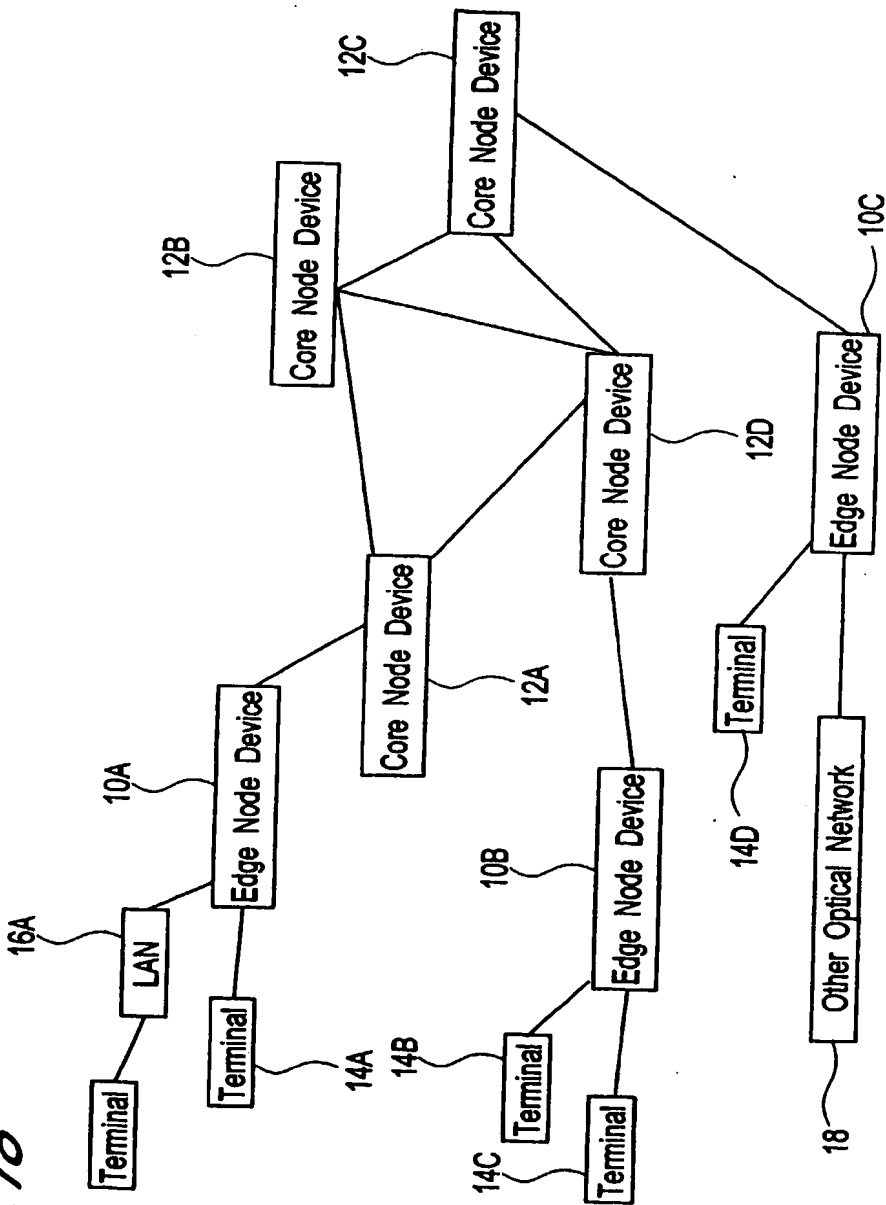 10
16A
10A
Terminal
LAN
12B
Terminal
Edge Node Device
Core Node Device
14A
12C
Core Node Device
14B
Core Node Device
14C
10B
12A
Terminal
Terminal
Edge Node Device
Core Node Device
Terminal
14D
12D
18
Other Optical Network
Edge Node Device
10C